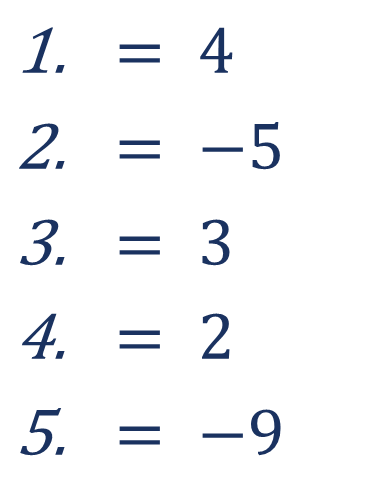 1. = 4
2. = −5
3. = 3
4. = 2
5. = −9